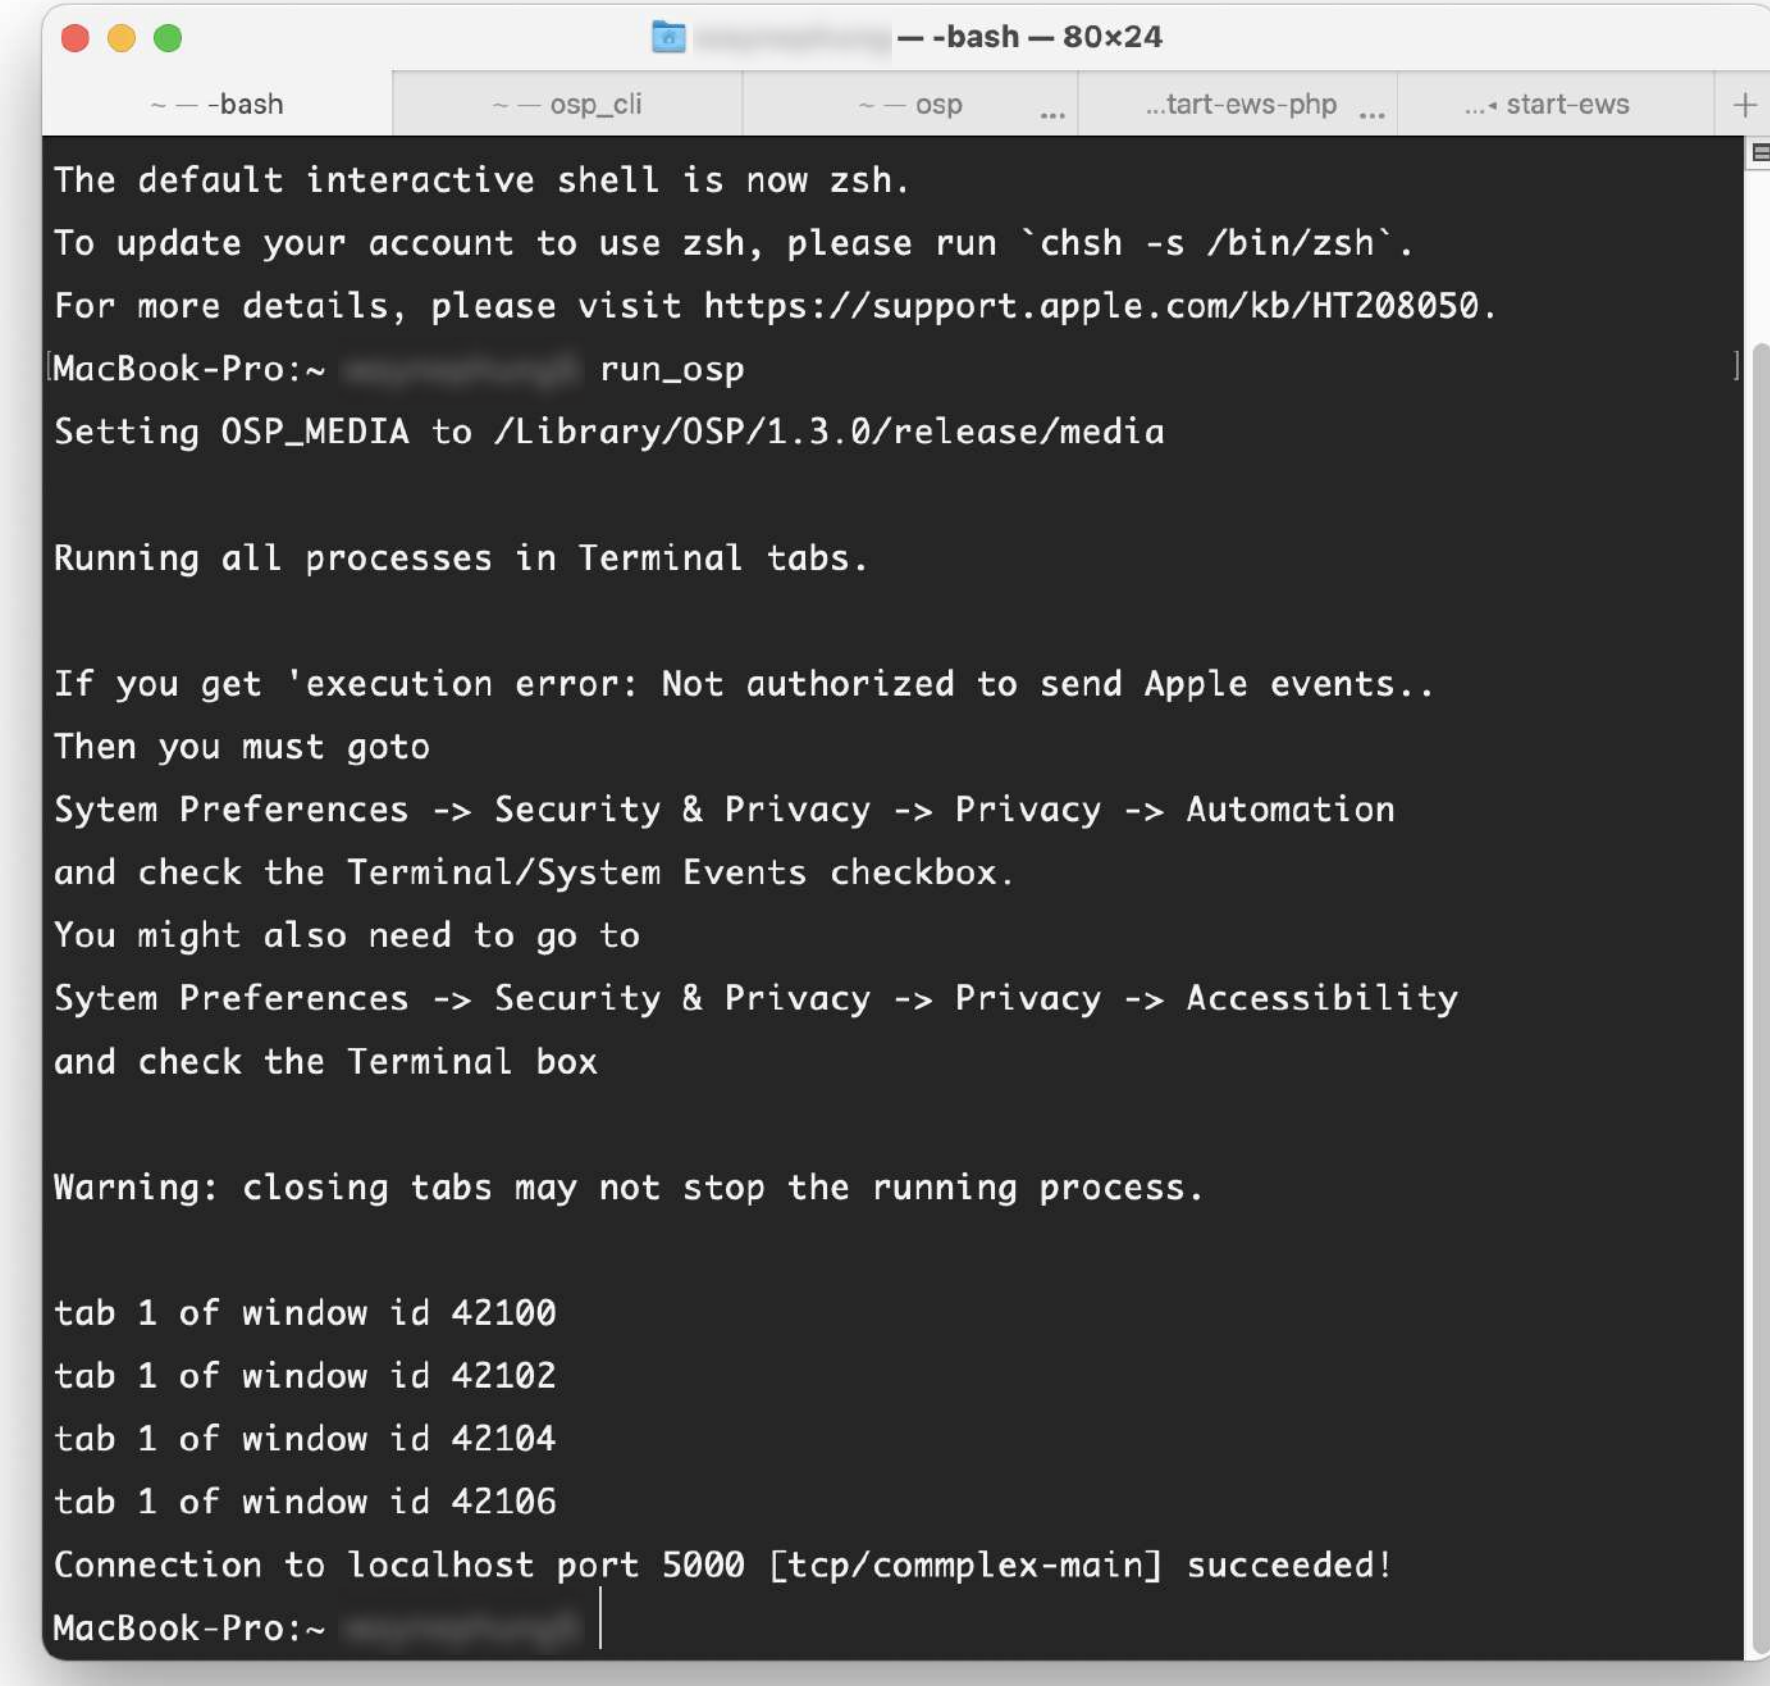 — -bash — 80×24
~ — -bash
~ — osp_cli
~ — osp ...
...tart-ews-php ...
...◂ start-ews
+
The default interactive shell is now zsh.
To update your account to use zsh, please run `chsh -s /bin/zsh`.
For more details, please visit https://support.apple.com/kb/HT208050.
[MacBook-Pro:~ run_osp ]
Setting OSP_MEDIA to /Library/OSP/1.3.0/release/media
Running all processes in Terminal tabs.
If you get 'execution error: Not authorized to send Apple events..
Then you must goto
Sytem Preferences -> Security & Privacy -> Privacy -> Automation
and check the Terminal/System Events checkbox.
You might also need to go to
Sytem Preferences -> Security & Privacy -> Privacy -> Accessibility
and check the Terminal box
Warning: closing tabs may not stop the running process.
tab 1 of window id 42100
tab 1 of window id 42102
tab 1 of window id 42104
tab 1 of window id 42106
Connection to localhost port 5000 [tcp/commplex-main] succeeded!
MacBook-Pro:~